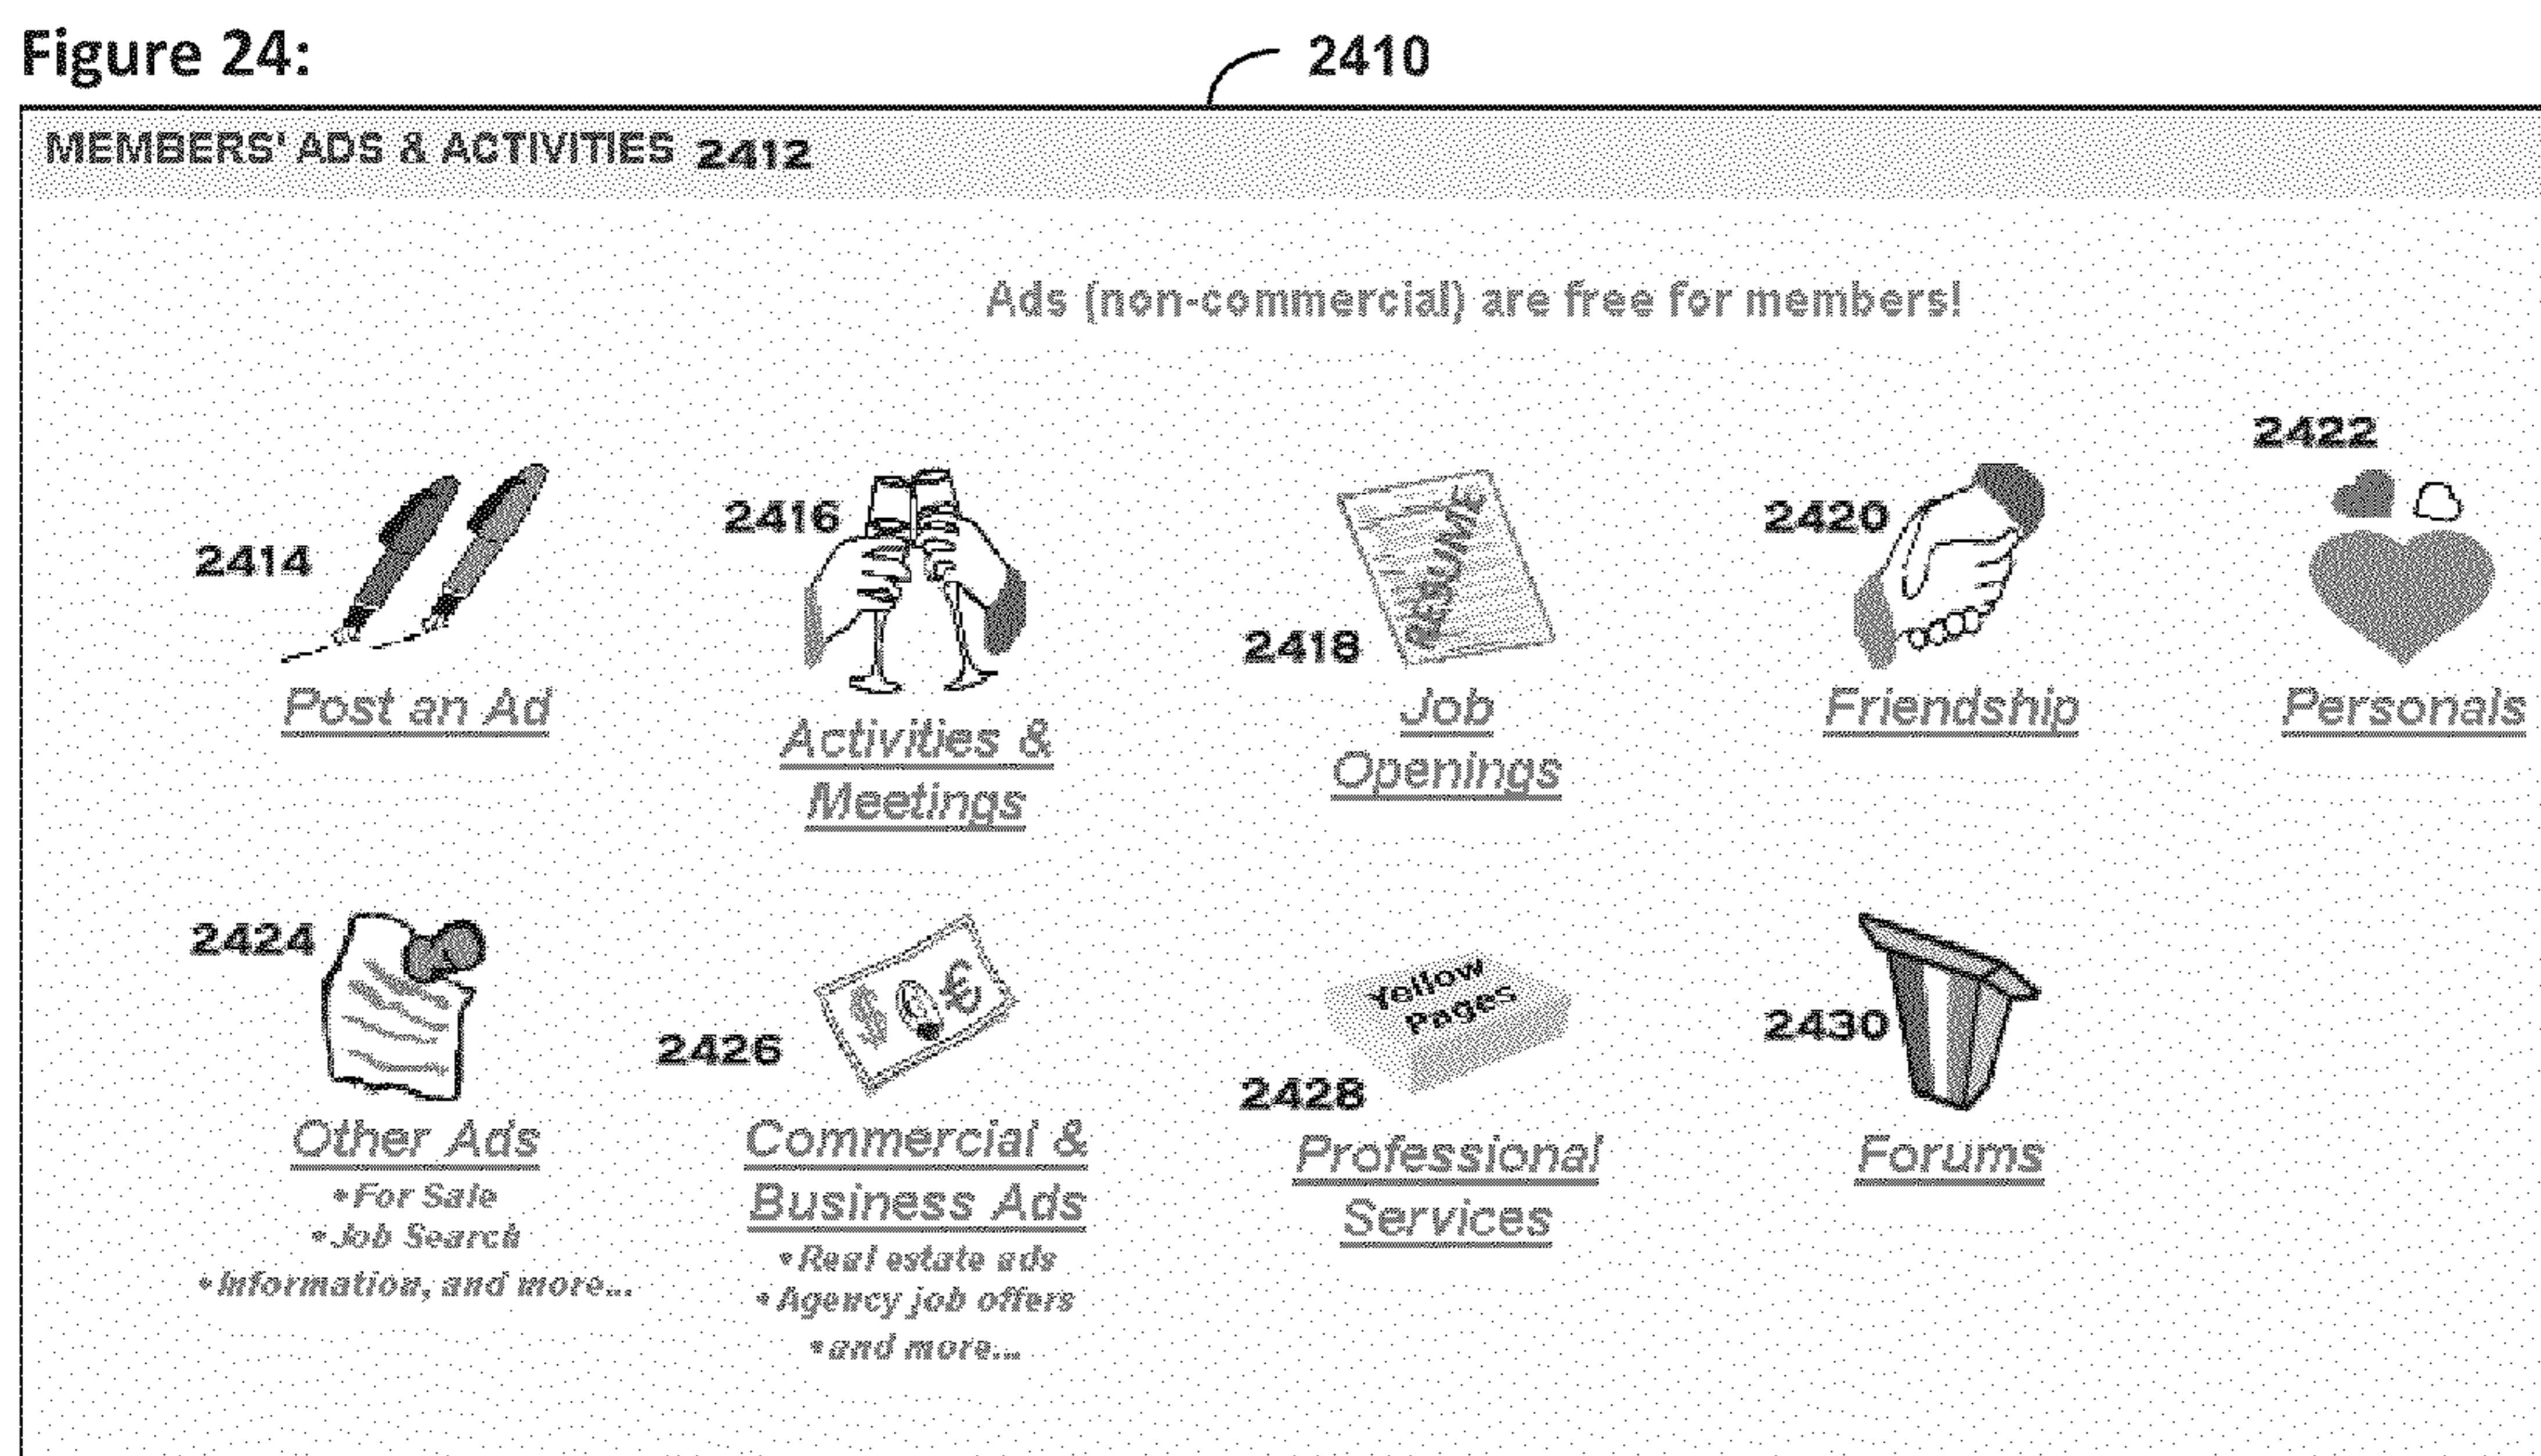 Figure 24:
2410
MEMBERS' ADS & ACTIVITIES 2412
Ads (non-commercial) are free for members!
2414
Post an Ad
2416
Activities &
Meetings
RESUME
2418
Job
Openings
2420
Friendship
2422
Personals
2424
Other Ads
•For Sale
•Job Search
•Information, and more...
$ €
2426
Commercial &
Business Ads
•Real estate ads
•Agency job offers
•and more...
Yellow
Pages
2428
Professional
Services
2430
Forums